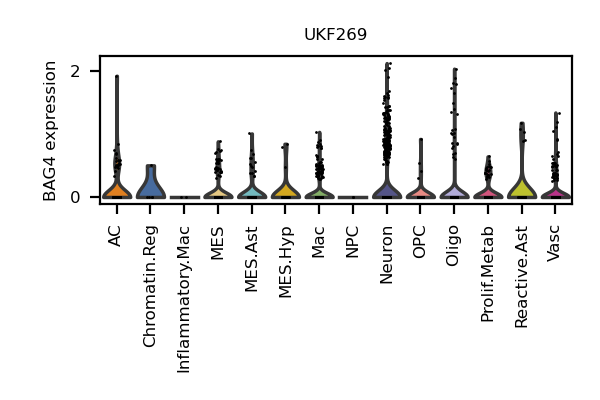 UKF269
BAG4 expression
2
0
AC
Chromatin.Reg
Inflammatory.Mac
MES
MES.Ast
MES.Hyp
Mac
NPC
Neuron
OPC
Oligo
Prolif.Metab
Reactive.Ast
Vasc